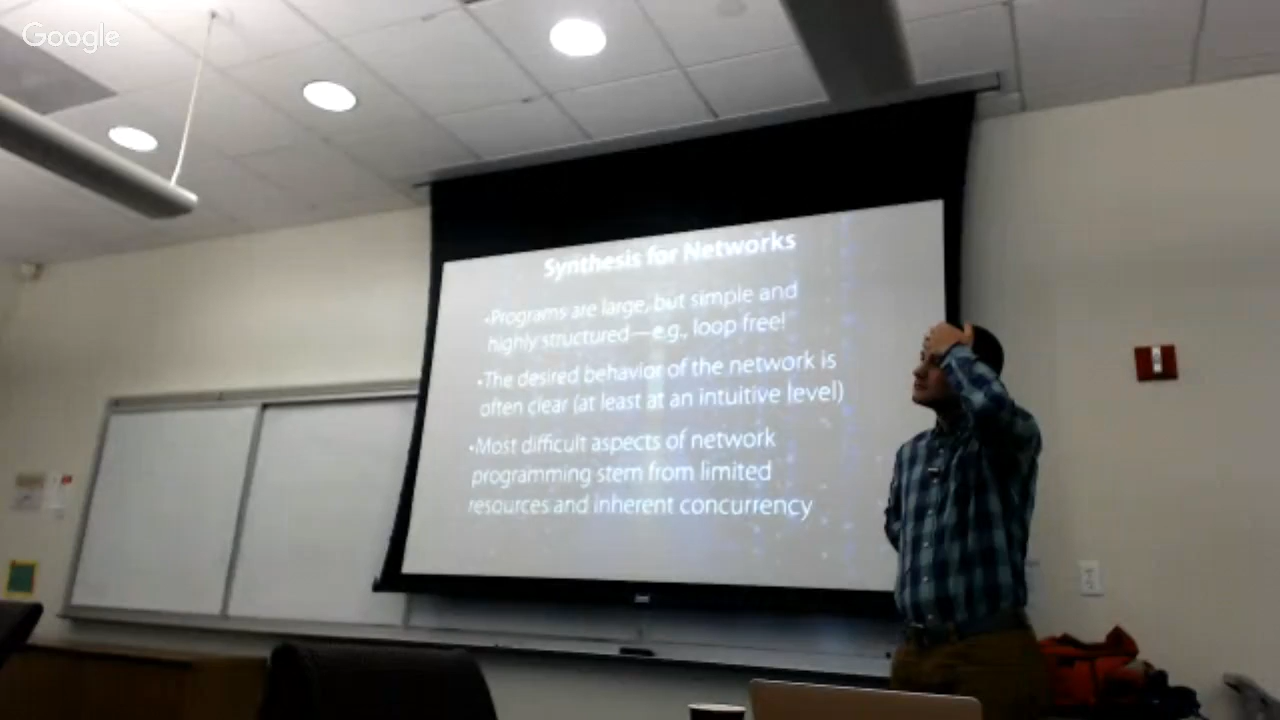 Google
Synthesis for Networks
•Programs are large, but simple and
highly structured—e.g., loop free!
•The desired behavior of the network is
often clear (at least at an intuitive level)
•Most difficult aspects of network
programming stem from limited
resources and inherent concurrency